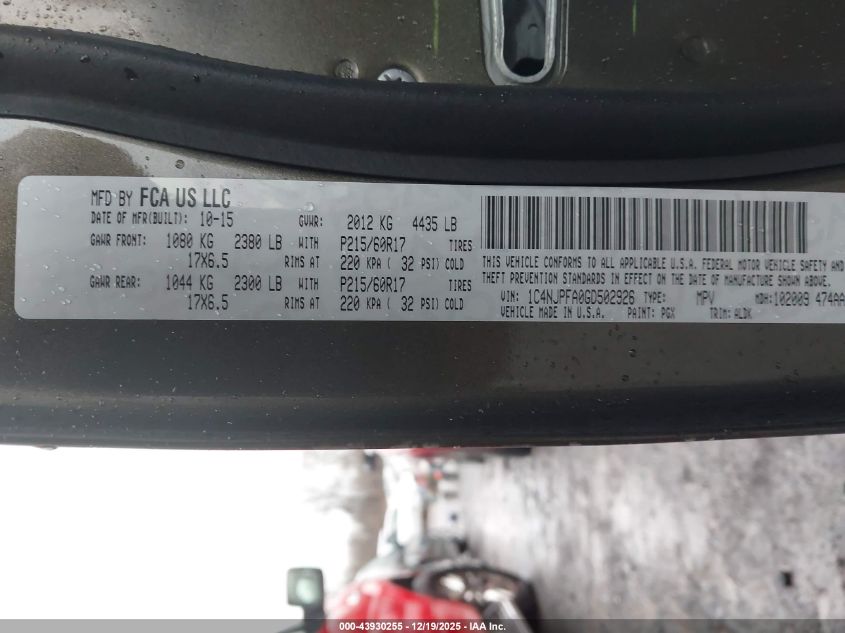 MFD BY FCA US LLC
DATE OF MFR(BUILT): 10-15 GVWR: 2012 KG 4435 LB
GAWR FRONT: 1080 KG 2380 LB WITH P215/60R17 TIRES
17X6.5 RIMS AT 220 KPA ( 32 PSI) COLD
GAWR REAR: 1044 KG 2300 LB WITH P215/60R17 TIRES
17X6.5 RIMS AT 220 KPA ( 32 PSI) COLD
THIS VEHICLE CONFORMS TO ALL APPLICABLE U.S.A. FEDERAL MOTOR VEHICLE SAFETY AND
THEFT PREVENTION STANDARDS IN EFFECT ON THE DATE OF MANUFACTURE SHOWN ABOVE.
VIN: 1C4NJPFA0GD502926 TYPE: MPV MDH: 102009 474AA
VEHICLE MADE IN U.S.A. PAINT: PGX TRIM: ALDK
000-43930255 - 12/19/2025 - IAA Inc.